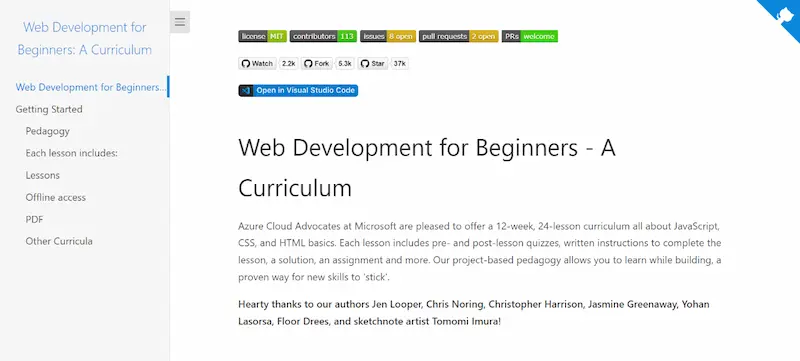 Web Development for
Beginners: A Curriculum
Web Development for Beginners...
Getting Started
Pedagogy
Each lesson includes:
Lessons
Offline access
PDF
Other Curricula
license MIT contributors 113 issues 8 open pull requests 2 open PRs welcome
Watch 2.2k Fork 5.3k Star 37k
Open in Visual Studio Code
Web Development for Beginners - A
Curriculum
Azure Cloud Advocates at Microsoft are pleased to offer a 12-week, 24-lesson curriculum all about JavaScript,
CSS, and HTML basics. Each lesson includes pre- and post-lesson quizzes, written instructions to complete the
lesson, a solution, an assignment and more. Our project-based pedagogy allows you to learn while building, a
proven way for new skills to 'stick'.
Hearty thanks to our authors Jen Looper, Chris Noring, Christopher Harrison, Jasmine Greenaway, Yohan
Lasorsa, Floor Drees, and sketchnote artist Tomomi Imura!